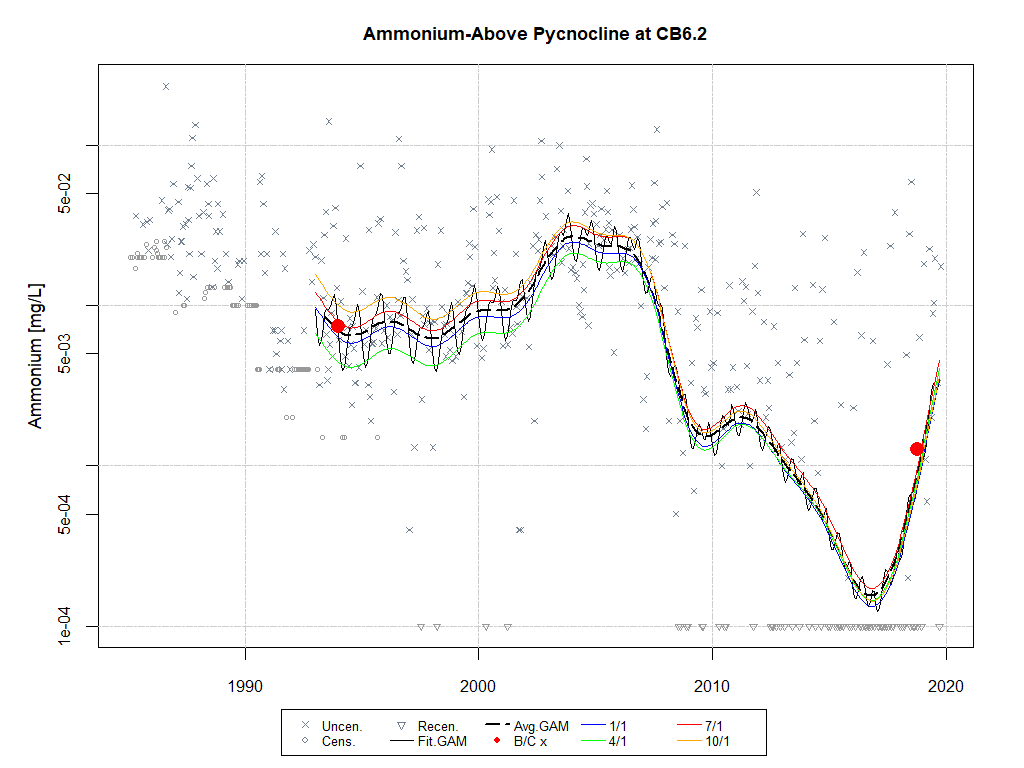 Ammonium-Above Pycnocline at CB6.2
Ammonium [mg/L]
5e-02
5e-03
5e-04
1e-04
1990 2000 2010 2020
Uncen. Recen. Avg.GAM 1/1 7/1
Cens. Fit.GAM B/C x 4/1 10/1